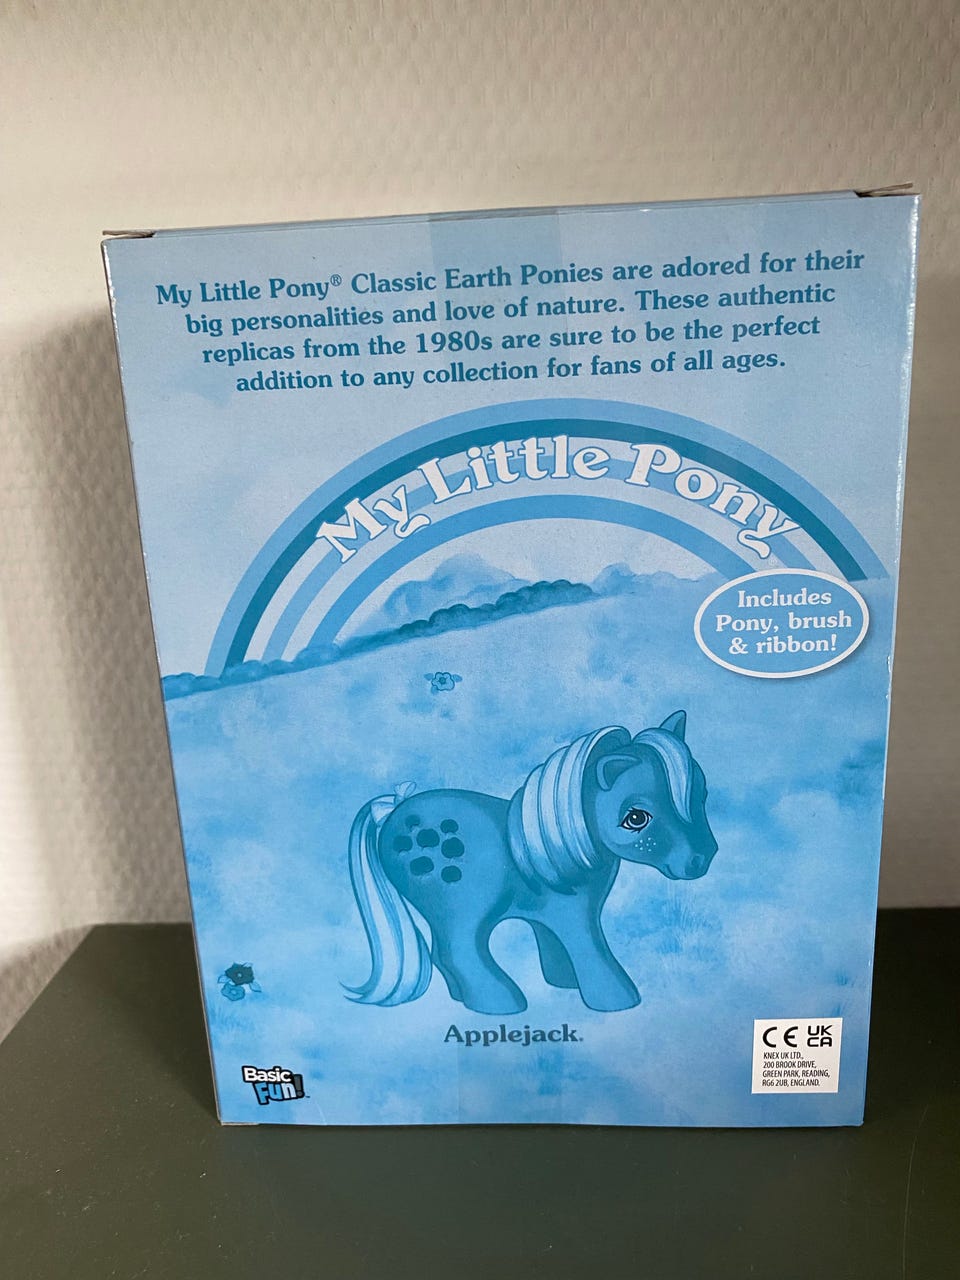 My Little Pony® Classic Earth Ponies are adored for their
big personalities and love of nature. These authentic
replicas from the 1980s are sure to be the perfect
addition to any collection for fans of all ages.
My Little Pony
Includes
Pony, brush
& ribbon!
Applejack.
Basic
Fun!™
CE UK
CA
KNEX UK LTD.,
200 BROOK DRIVE,
GREEN PARK, READING,
RG6 2UB, ENGLAND.